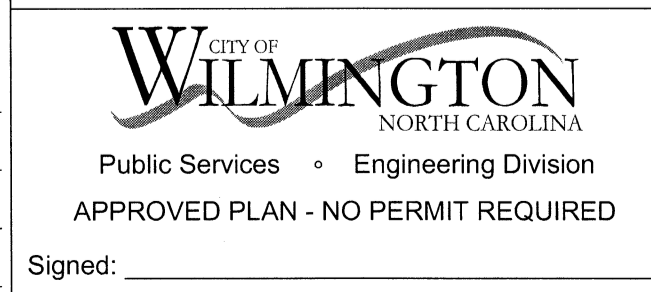 CITY OF
WILMINGTON
NORTH CAROLINA
Public Services ° Engineering Division
APPROVED PLAN - NO PERMIT REQUIRED
Signed: